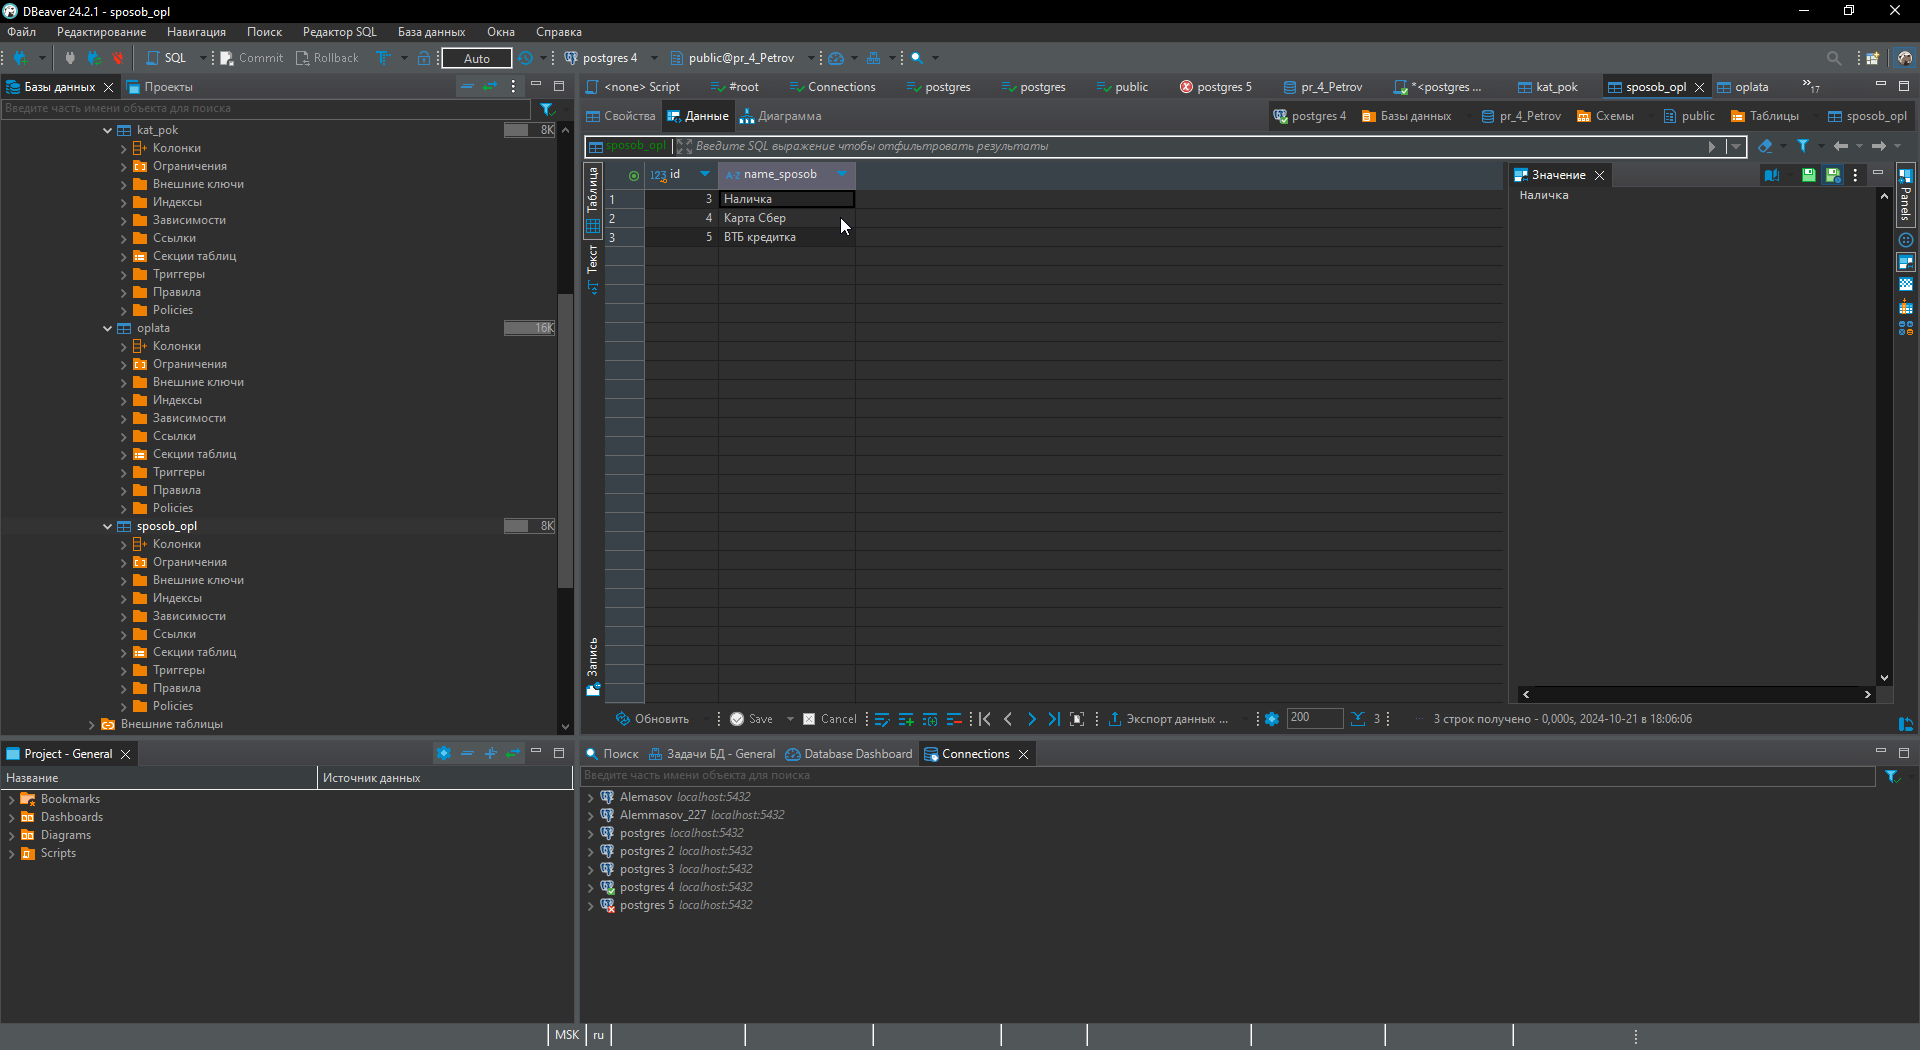 DBeaver 24.2.1 - sposob_opl
Файл Редактирование Навигация Поиск Редактор SQL База данных Окна Справка
SQL Commit Rollback Auto postgres 4 public@pr_4_Petrov
Базы данных Проекты
Введите часть имени объекта для поиска
kat_pok 8K
Колонки
Ограничения
Внешние ключи
Индексы
Зависимости
Ссылки
Секции таблиц
Триггеры
Правила
Policies
oplata 16K
Колонки
Ограничения
Внешние ключи
Индексы
Зависимости
Ссылки
Секции таблиц
Триггеры
Правила
Policies
sposob_opl 8K
Колонки
Ограничения
Внешние ключи
Индексы
Зависимости
Ссылки
Секции таблиц
Триггеры
Правила
Policies
Внешние таблицы
<none> Script #root Connections postgres postgres public postgres 5 pr_4_Petrov *<postgres ... kat_pok sposob_opl oplata »17
Свойства Данные Диаграмма
postgres 4 Базы данных pr_4_Petrov Схемы public Таблицы sposob_opl
sposob_opl Введите SQL выражение чтобы отфильтровать результаты
Таблица
Текст
Запись
123 id A-Z name_sposob
1 3 Наличка
2 4 Карта Сбер
3 5 ВТБ кредитка
Значение
Наличка
Panels
Обновить Save Cancel Экспорт данных ... 200 3 3 строк получено - 0,000s, 2024-10-21 в 18:06:06
Project - General
Название Источник данных
Bookmarks
Dashboards
Diagrams
Scripts
Поиск Задачи БД - General Database Dashboard Connections
Введите часть имени объекта для поиска
Alemasov localhost:5432
Alemmasov_227 localhost:5432
postgres localhost:5432
postgres 2 localhost:5432
postgres 3 localhost:5432
postgres 4 localhost:5432
postgres 5 localhost:5432
MSK ru